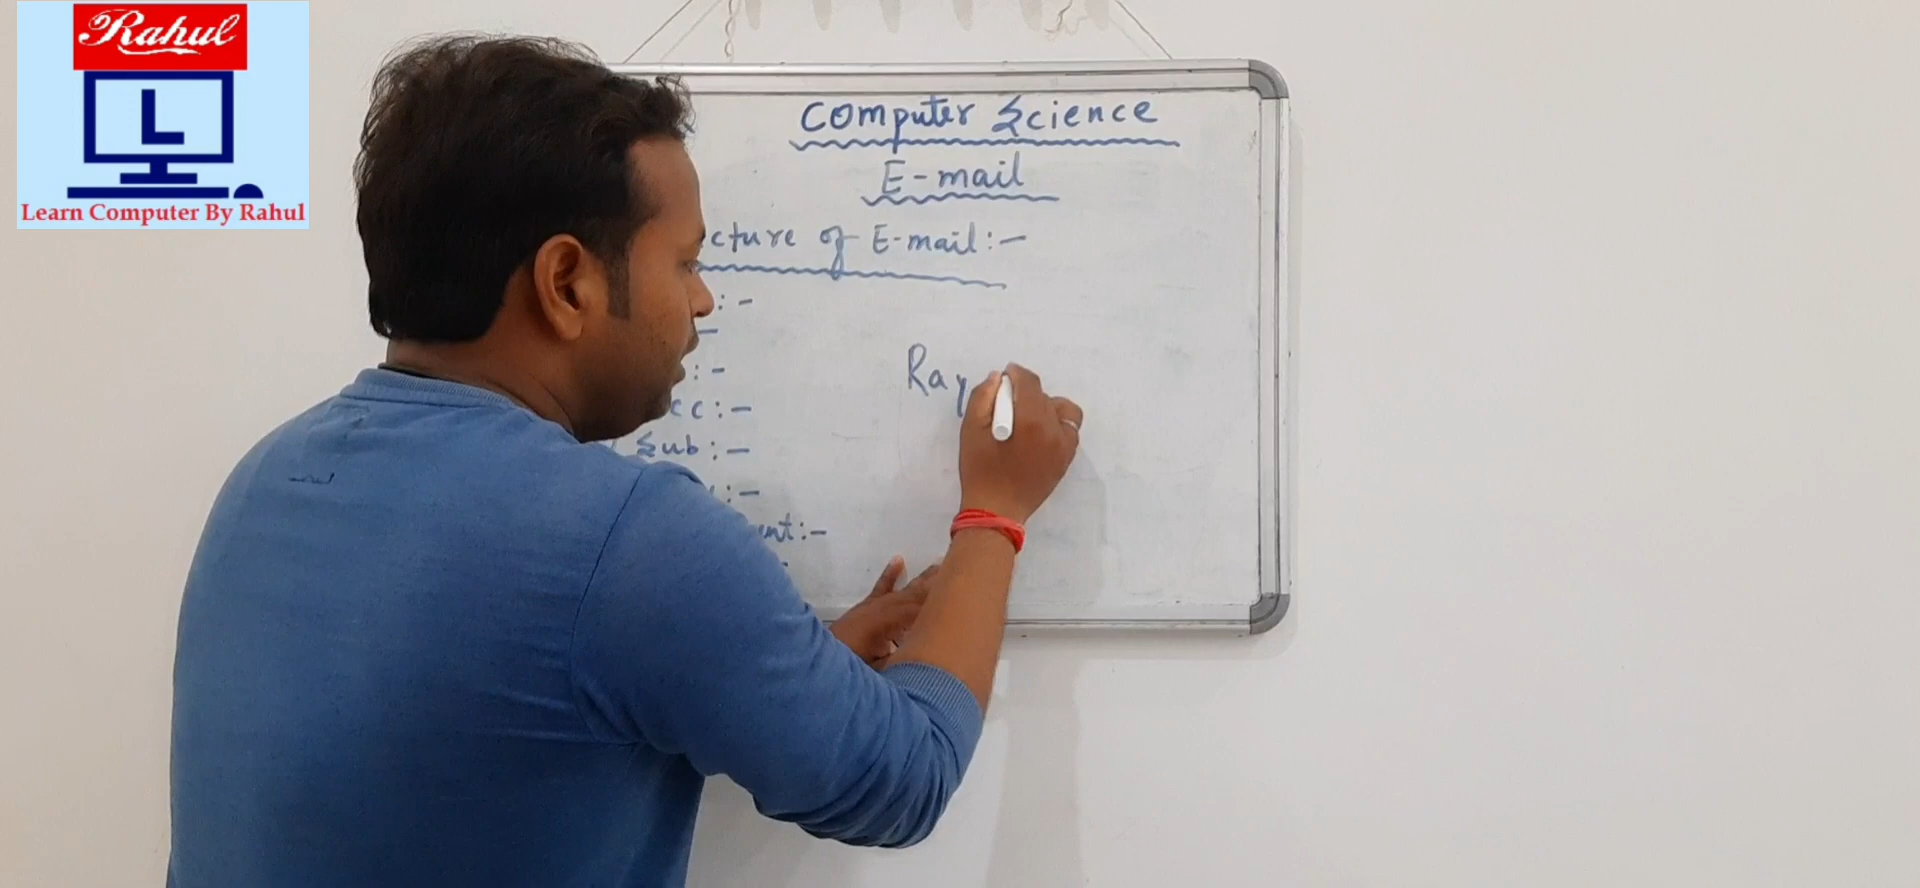 Rahul
L
Learn Computer By Rahul
Computer Science
E-mail
cture of E-mail:-
:-
-
:-
cc:-
Sub:-
:-
ent:-
Ray